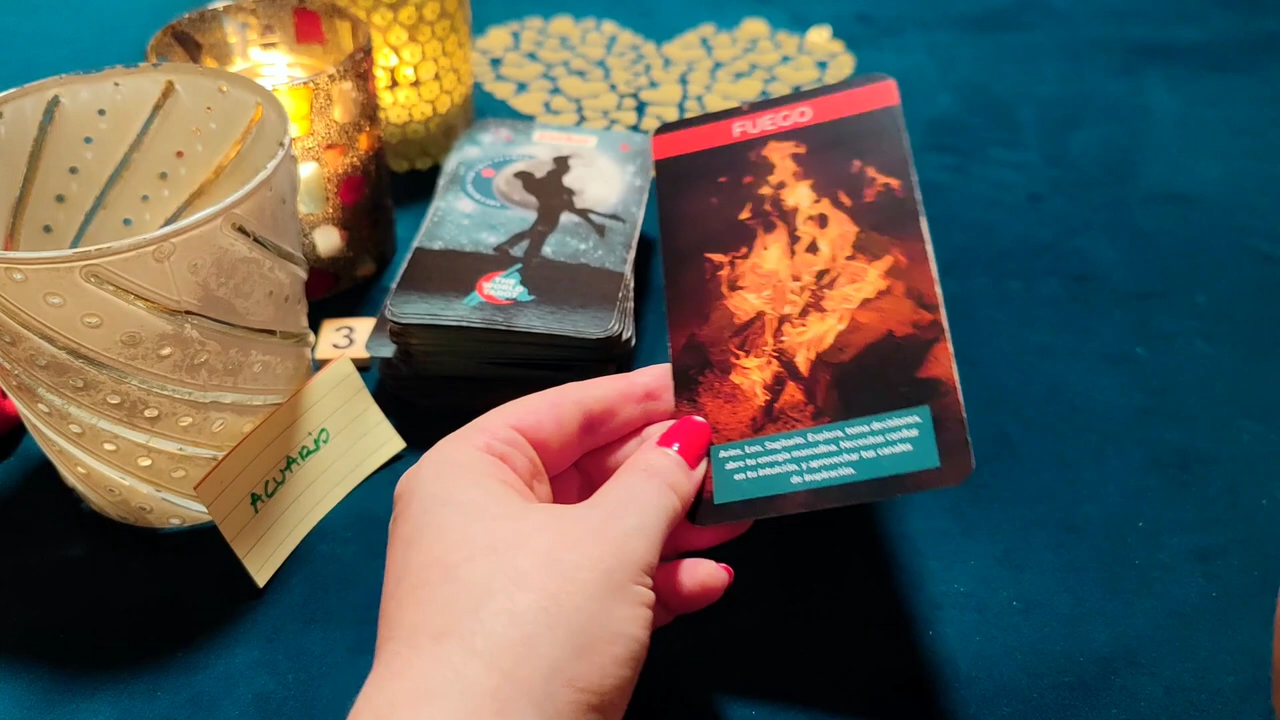 FUEGO
Aries, Leo, Sagitario. Explora, toma decisiones,
abre tu energía masculina. Necesitas confiar
en tu intuición, y aprovechar tus canales
de inspiración.
THE
WORLD
TAROT
3
ACUARIO